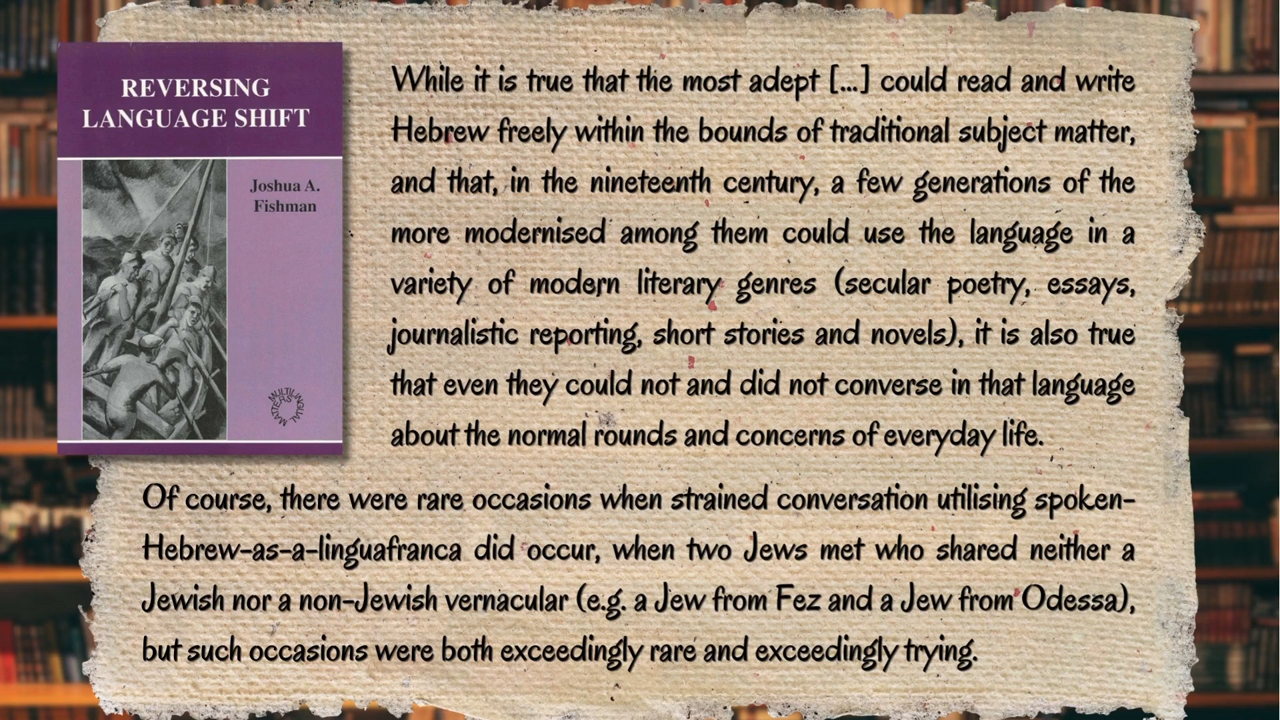 REVERSING
LANGUAGE SHIFT
Joshua A.
Fishman
MULTILINGUAL
MATTERS
While it is true that the most adept [...] could read and write
Hebrew freely within the bounds of traditional subject matter,
and that, in the nineteenth century, a few generations of the
more modernised among them could use the language in a
variety of modern literary genres (secular poetry, essays,
journalistic reporting, short stories and novels), it is also true
that even they could not and did not converse in that language
about the normal rounds and concerns of everyday life.
Of course, there were rare occasions when strained conversation utilising spoken-
Hebrew-as-a-linguafranca did occur, when two Jews met who shared neither a
Jewish nor a non-Jewish vernacular (e.g. a Jew from Fez and a Jew from Odessa),
but such occasions were both exceedingly rare and exceedingly trying.